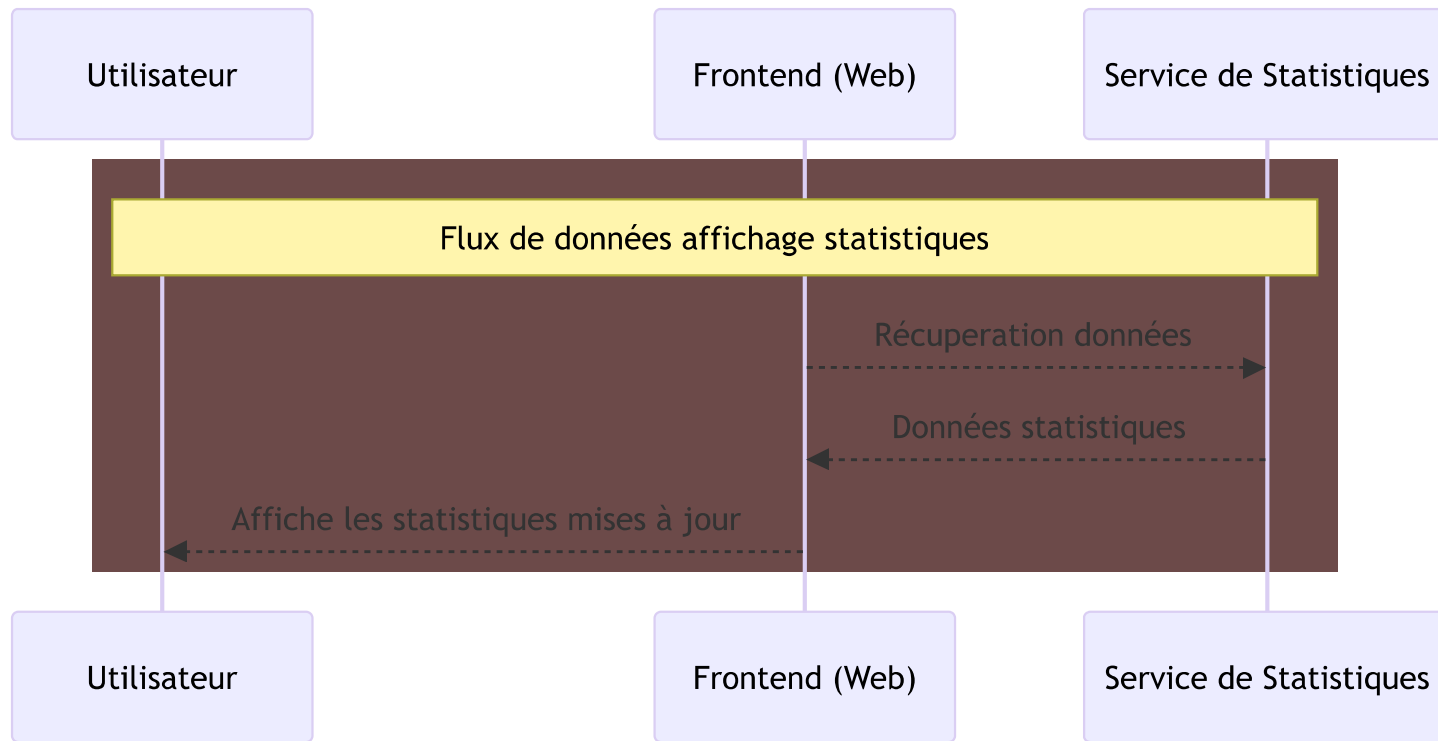 Utilisateur
Frontend (Web)
Service de Statistiques
Flux de données affichage statistiques
Récuperation données
Données statistiques
Affiche les statistiques mises à jour
Utilisateur
Frontend (Web)
Service de Statistiques